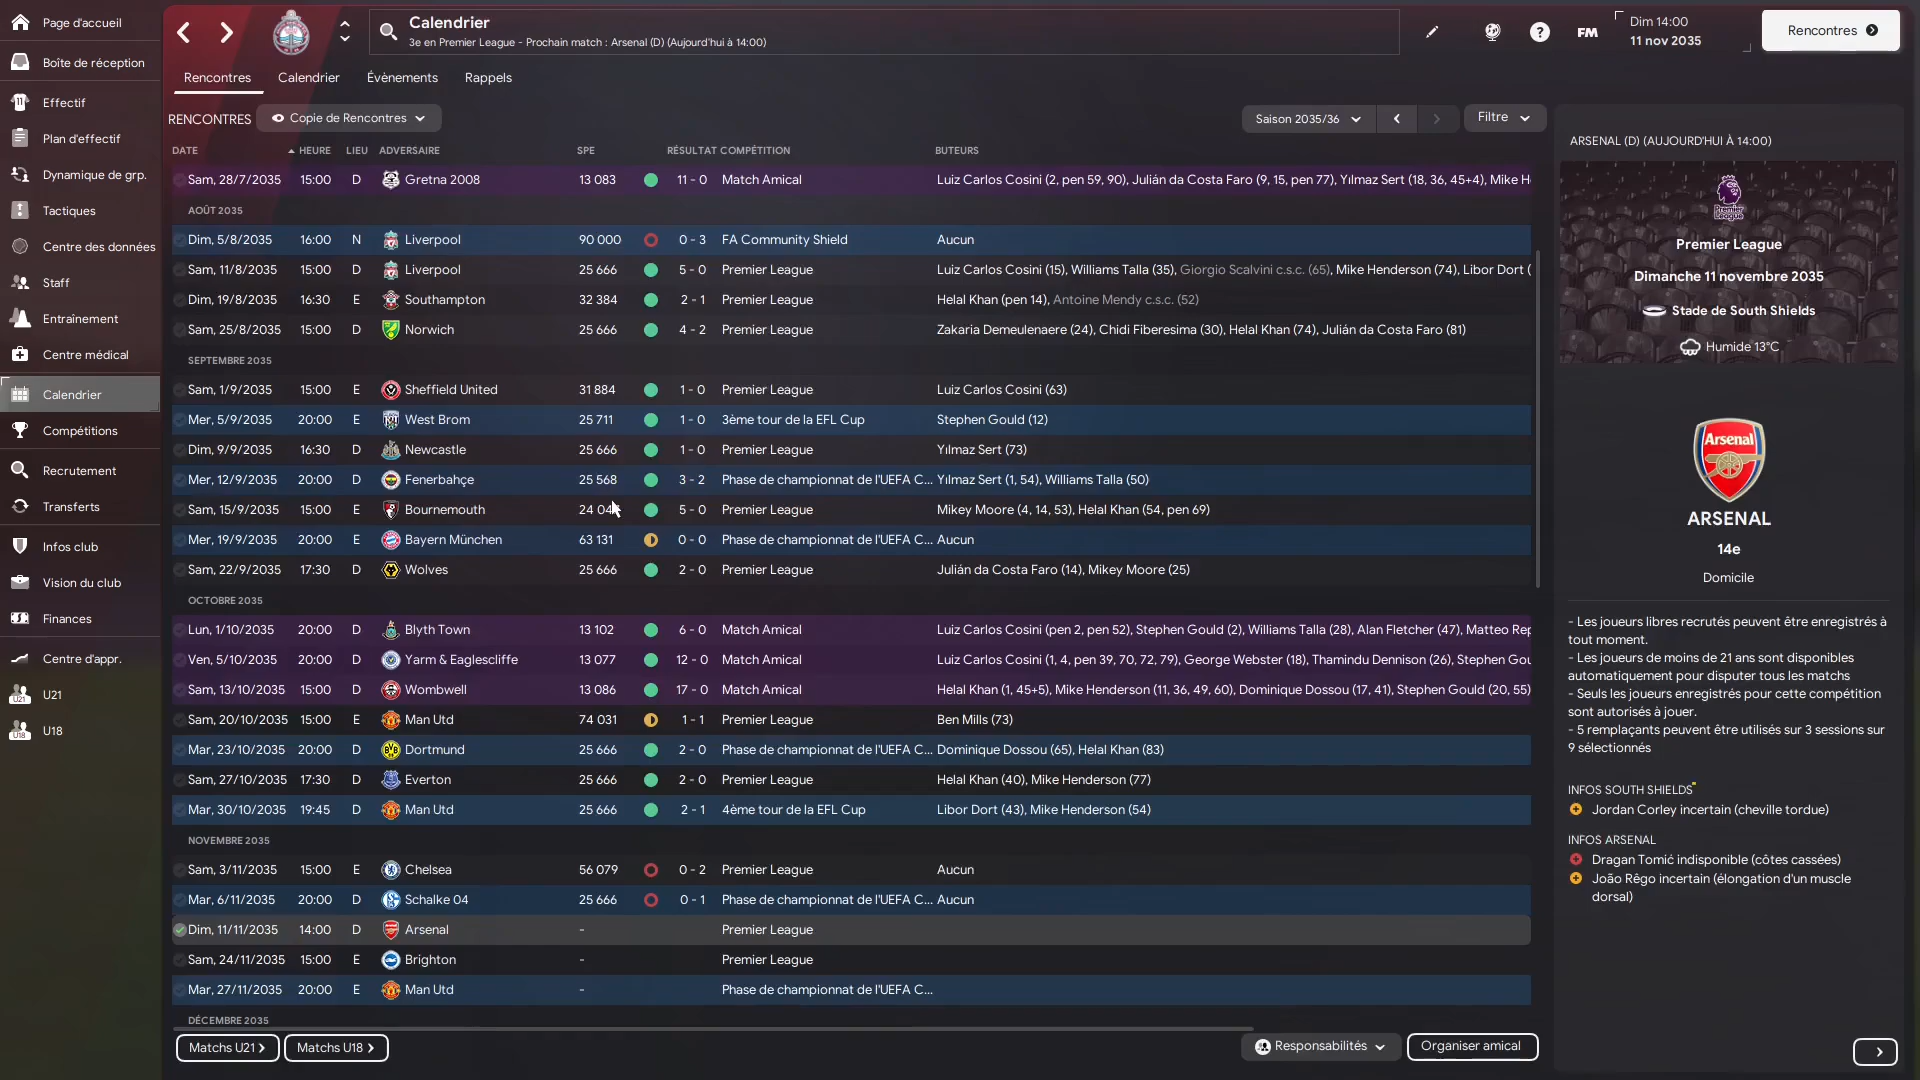 Page d'accueil
Boîte de réception
Effectif
Plan d'effectif
Dynamique de grp.
Tactiques
Centre des données
Staff
Entraînement
Centre médical
Calendrier
Compétitions
Recrutement
Transferts
Infos club
Vision du club
Finances
Centre d'appr.
U21
U18
Calendrier
3e en Premier League - Prochain match : Arsenal (D) (Aujourd'hui à 14:00)
FM
Dim 14:00
11 nov 2035
Rencontres
Rencontres Calendrier Évènements Rappels
RENCONTRES Copie de Rencontres Saison 2035/36 Filtre
DATE HEURE LIEU ADVERSAIRE SPE RÉSULTAT COMPÉTITION BUTEURS
Sam, 28/7/2035 15:00 D Gretna 2008 13 083 11 - 0 Match Amical Luiz Carlos Cosini (2, pen 59, 90), Julián da Costa Faro (9, 15, pen 77), Yılmaz Sert (18, 36, 45+4), Mike H
AOÛT 2035
Dim, 5/8/2035 16:00 N Liverpool 90 000 0 - 3 FA Community Shield Aucun
Sam, 11/8/2035 15:00 D Liverpool 25 666 5 - 0 Premier League Luiz Carlos Cosini (15), Williams Talla (35), Giorgio Scalvini c.s.c. (65), Mike Henderson (74), Libor Dort (
Dim, 19/8/2035 16:30 E Southampton 32 384 2 - 1 Premier League Helal Khan (pen 14), Antoine Mendy c.s.c. (52)
Sam, 25/8/2035 15:00 D Norwich 25 666 4 - 2 Premier League Zakaria Demeulenaere (24), Chidi Fiberesima (30), Helal Khan (74), Julián da Costa Faro (81)
SEPTEMBRE 2035
Sam, 1/9/2035 15:00 E Sheffield United 31 884 1 - 0 Premier League Luiz Carlos Cosini (63)
Mer, 5/9/2035 20:00 E West Brom 25 711 1 - 0 3ème tour de la EFL Cup Stephen Gould (12)
Dim, 9/9/2035 16:30 D Newcastle 25 666 1 - 0 Premier League Yılmaz Sert (73)
Mer, 12/9/2035 20:00 D Fenerbahçe 25 568 3 - 2 Phase de championnat de l'UEFA C... Yılmaz Sert (1, 54), Williams Talla (50)
Sam, 15/9/2035 15:00 E Bournemouth 24 04 5 - 0 Premier League Mikey Moore (4, 14, 53), Helal Khan (54, pen 69)
Mer, 19/9/2035 20:00 E Bayern München 63 131 0 - 0 Phase de championnat de l'UEFA C... Aucun
Sam, 22/9/2035 17:30 D Wolves 25 666 2 - 0 Premier League Julián da Costa Faro (14), Mikey Moore (25)
OCTOBRE 2035
Lun, 1/10/2035 20:00 D Blyth Town 13 102 6 - 0 Match Amical Luiz Carlos Cosini (pen 2, pen 52), Stephen Gould (2), Williams Talla (28), Alan Fletcher (47), Matteo Rep
Ven, 5/10/2035 20:00 D Yarm & Eaglescliffe 13 077 12 - 0 Match Amical Luiz Carlos Cosini (1, 4, pen 39, 70, 72, 79), George Webster (18), Thamindu Dennison (26), Stephen Gou
Sam, 13/10/2035 15:00 D Wombwell 13 086 17 - 0 Match Amical Helal Khan (1, 45+5), Mike Henderson (11, 36, 49, 60), Dominique Dossou (17, 41), Stephen Gould (20, 55)
Sam, 20/10/2035 15:00 E Man Utd 74 031 1 - 1 Premier League Ben Mills (73)
Mar, 23/10/2035 20:00 D Dortmund 25 666 2 - 0 Phase de championnat de l'UEFA C... Dominique Dossou (65), Helal Khan (83)
Sam, 27/10/2035 17:30 D Everton 25 666 2 - 0 Premier League Helal Khan (40), Mike Henderson (77)
Mar, 30/10/2035 19:45 D Man Utd 25 666 2 - 1 4ème tour de la EFL Cup Libor Dort (43), Mike Henderson (54)
NOVEMBRE 2035
Sam, 3/11/2035 15:00 E Chelsea 56 079 0 - 2 Premier League Aucun
Mar, 6/11/2035 20:00 D Schalke 04 25 666 0 - 1 Phase de championnat de l'UEFA C... Aucun
Dim, 11/11/2035 14:00 D Arsenal - Premier League
Sam, 24/11/2035 15:00 E Brighton - Premier League
Mar, 27/11/2035 20:00 E Man Utd - Phase de championnat de l'UEFA C...
DÉCEMBRE 2035
Matchs U21 Matchs U18 Responsabilités Organiser amical
ARSENAL (D) (AUJOURD'HUI À 14:00)
Premier League
Premier League
Dimanche 11 novembre 2035
Stade de South Shields
Humide 13°C
Arsenal
ARSENAL
14e
Domicile
- Les joueurs libres recrutés peuvent être enregistrés à
tout moment.
- Les joueurs de moins de 21 ans sont disponibles
automatiquement pour disputer tous les matchs
- Seuls les joueurs enregistrés pour cette compétition
sont autorisés à jouer.
- 5 remplaçants peuvent être utilisés sur 3 sessions sur
9 sélectionnés
INFOS SOUTH SHIELDS
Jordan Corley incertain (cheville tordue)
INFOS ARSENAL
Dragan Tomić indisponible (côtes cassées)
João Rêgo incertain (élongation d'un muscle
dorsal)